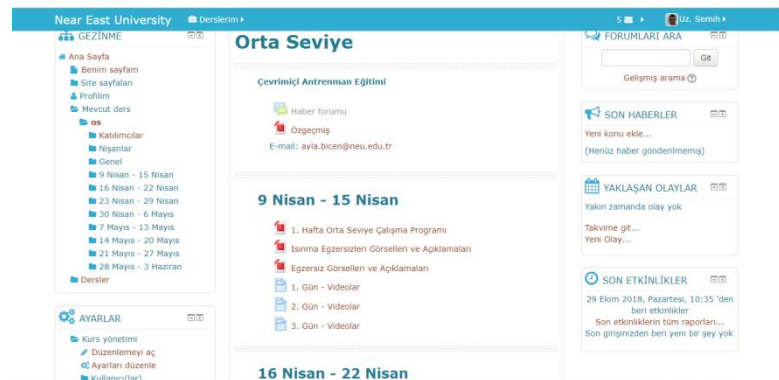 Near East University
Derslerim
5
Uz. Semih
GEZİNME
Ana Sayfa
Benim sayfam
Site sayfaları
Profilim
Mevcut ders
os
Katılımcılar
Nişanlar
Genel
9 Nisan - 15 Nisan
16 Nisan - 22 Nisan
23 Nisan - 29 Nisan
30 Nisan - 6 Mayıs
7 Mayıs - 13 Mayıs
14 Mayıs - 20 Mayıs
21 Mayıs - 27 Mayıs
28 Mayıs - 3 Haziran
Dersler
AYARLAR
Kurs yönetimi
Düzenlemeyi aç
Ayarları düzenle
Kullanıcı(lar)
Orta Seviye
Çevrimiçi Antrenman Eğitimi
Haber forumu
Özgeçmiş
E-mail: ayla.bicen@neu.edu.tr
9 Nisan - 15 Nisan
1. Hafta Orta Seviye Çalışma Programı
Isınma Egzersizleri Görselleri ve Açıklamaları
Egzersiz Görselleri ve Açıklamaları
1. Gün - Videolar
2. Gün - Videolar
3. Gün - Videolar
16 Nisan - 22 Nisan
FORUMLARI ARA
Git
Gelişmiş arama
SON HABERLER
Yeni konu ekle...
(Henüz haber gönderilmemiş)
YAKLAŞAN OLAYLAR
Yakın zamanda olay yok
Takvime git...
Yeni Olay...
SON ETKİNLİKLER
29 Ekim 2018, Pazartesi, 10:35 'den
beri etkinlikler
Son etkinliklerin tüm raporları...
Son girişinizden beri yeni bir şey yok